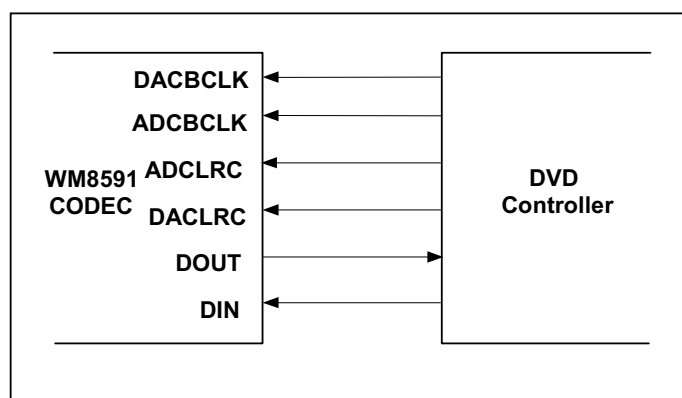 DACBCLK
ADCBCLK
ADCLRC
WM8591
CODEC
DACLRC
DOUT
DIN
DVD
Controller